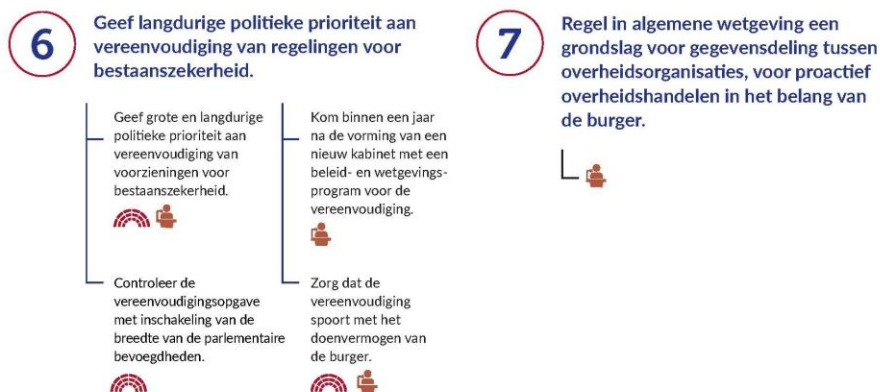 6
Geef langdurige politieke prioriteit aan
vereenvoudiging van regelingen voor
bestaanszekerheid.
Geef grote en langdurige
politieke prioriteit aan
vereenvoudiging van
voorzieningen voor
bestaanszekerheid.
Kom binnen een jaar
na de vorming van een
nieuw kabinet met een
beleid- en wetgevings-
program voor de
vereenvoudiging.
Controleer de
vereenvoudigingsopgave
met inschakeling van de
breedte van de parlementaire
bevoegdheden.
Zorg dat de
vereenvoudiging
spoort met het
doenvermogen van
de burger.
7
Regel in algemene wetgeving een
grondslag voor gegevensdeling tussen
overheidsorganisaties, voor proactief
overheidshandelen in het belang van
de burger.